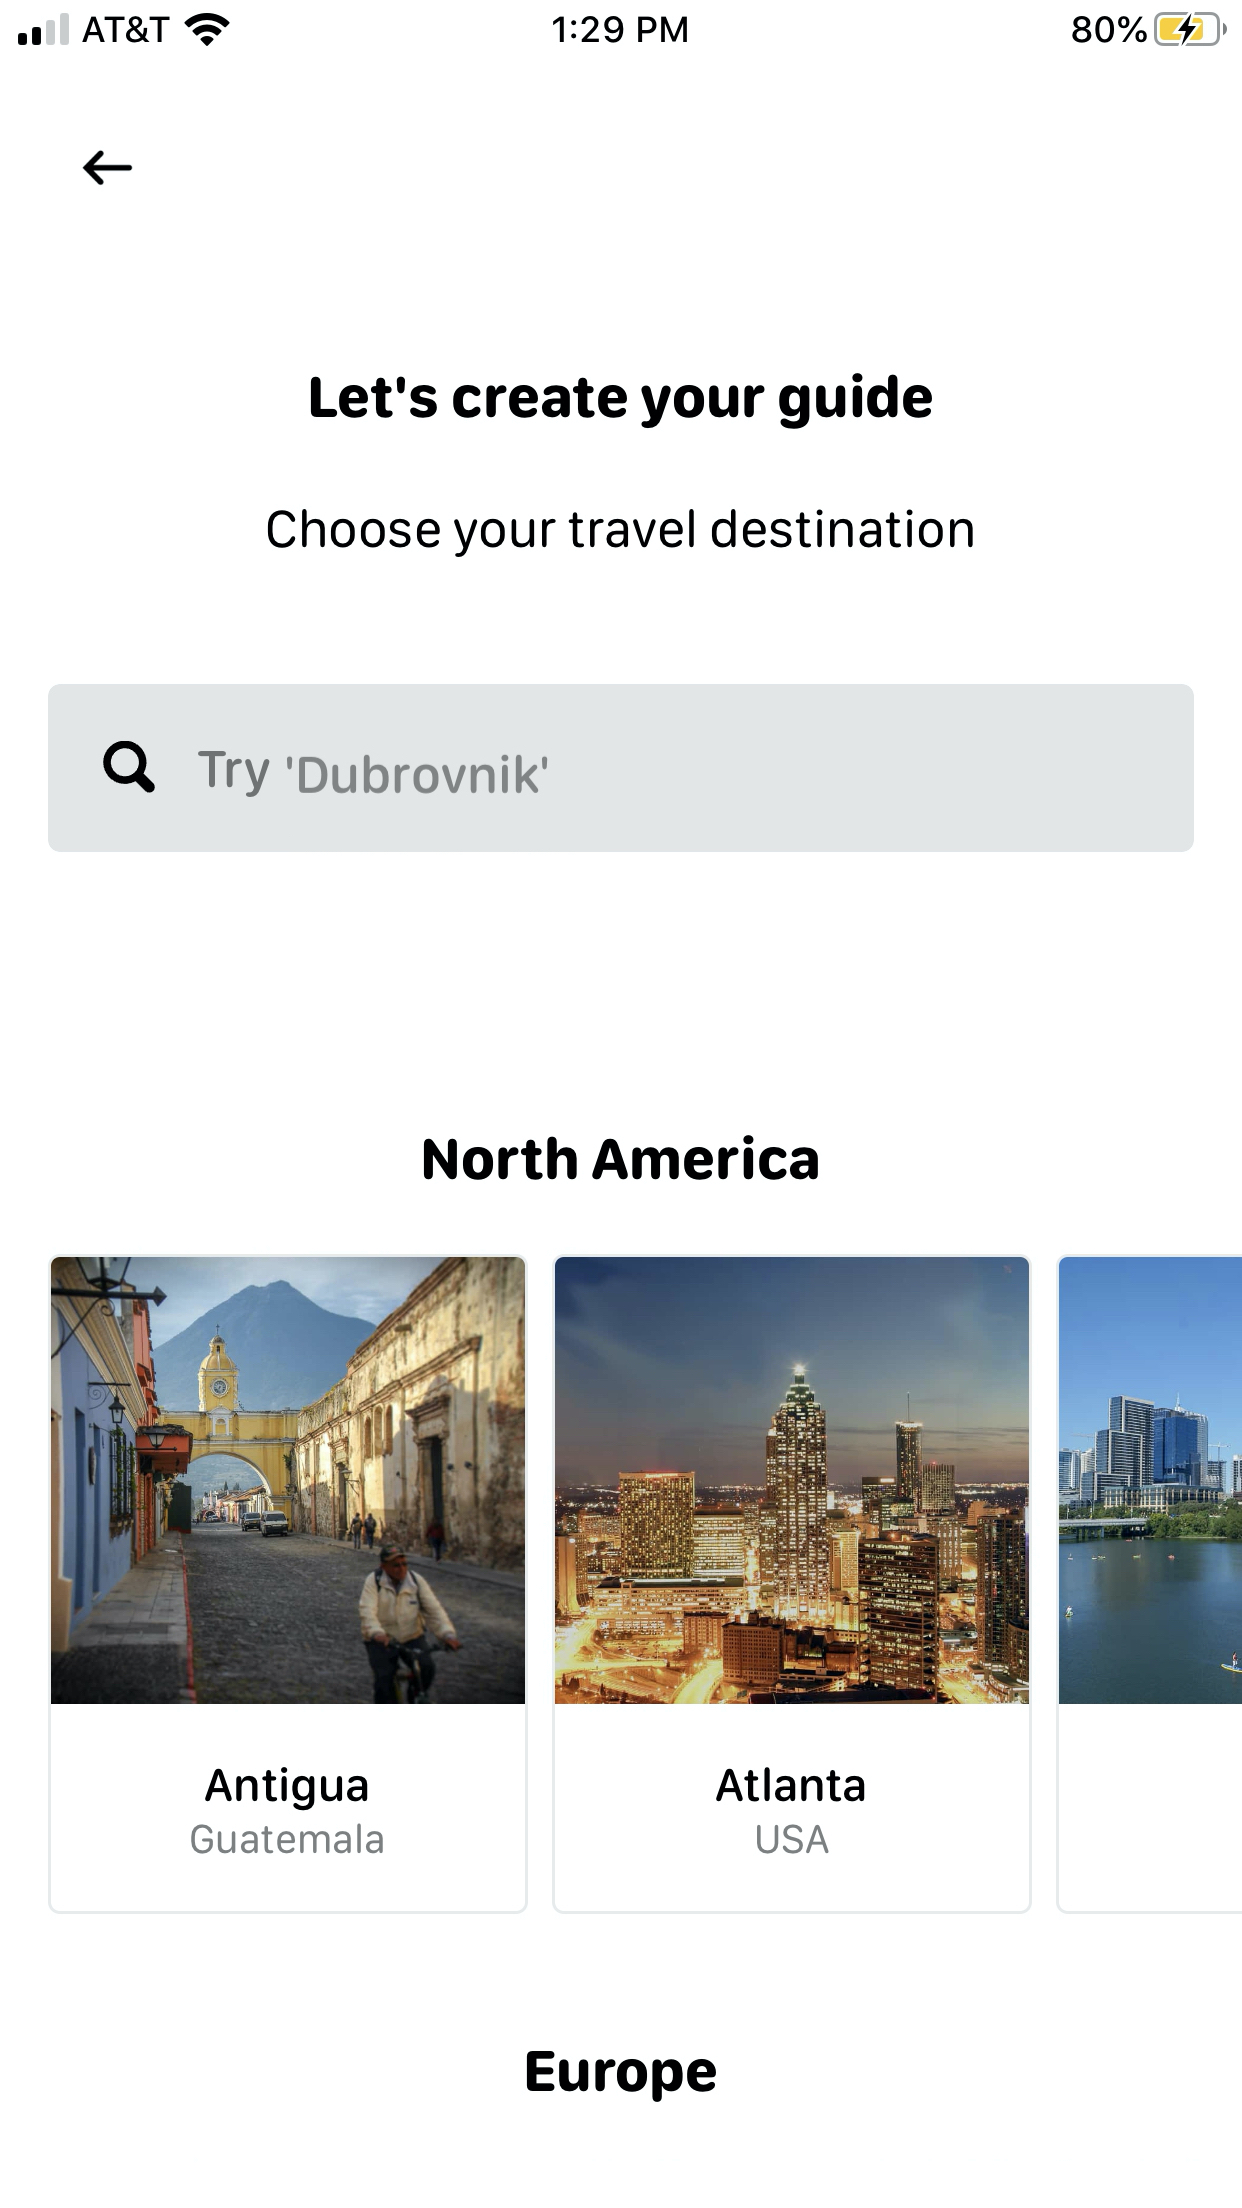 AT&T 1:29 PM 80%
Let's create your guide
Choose your travel destination
Try 'Dubrovnik'
North America
Antigua
Guatemala
Atlanta
USA
Europe